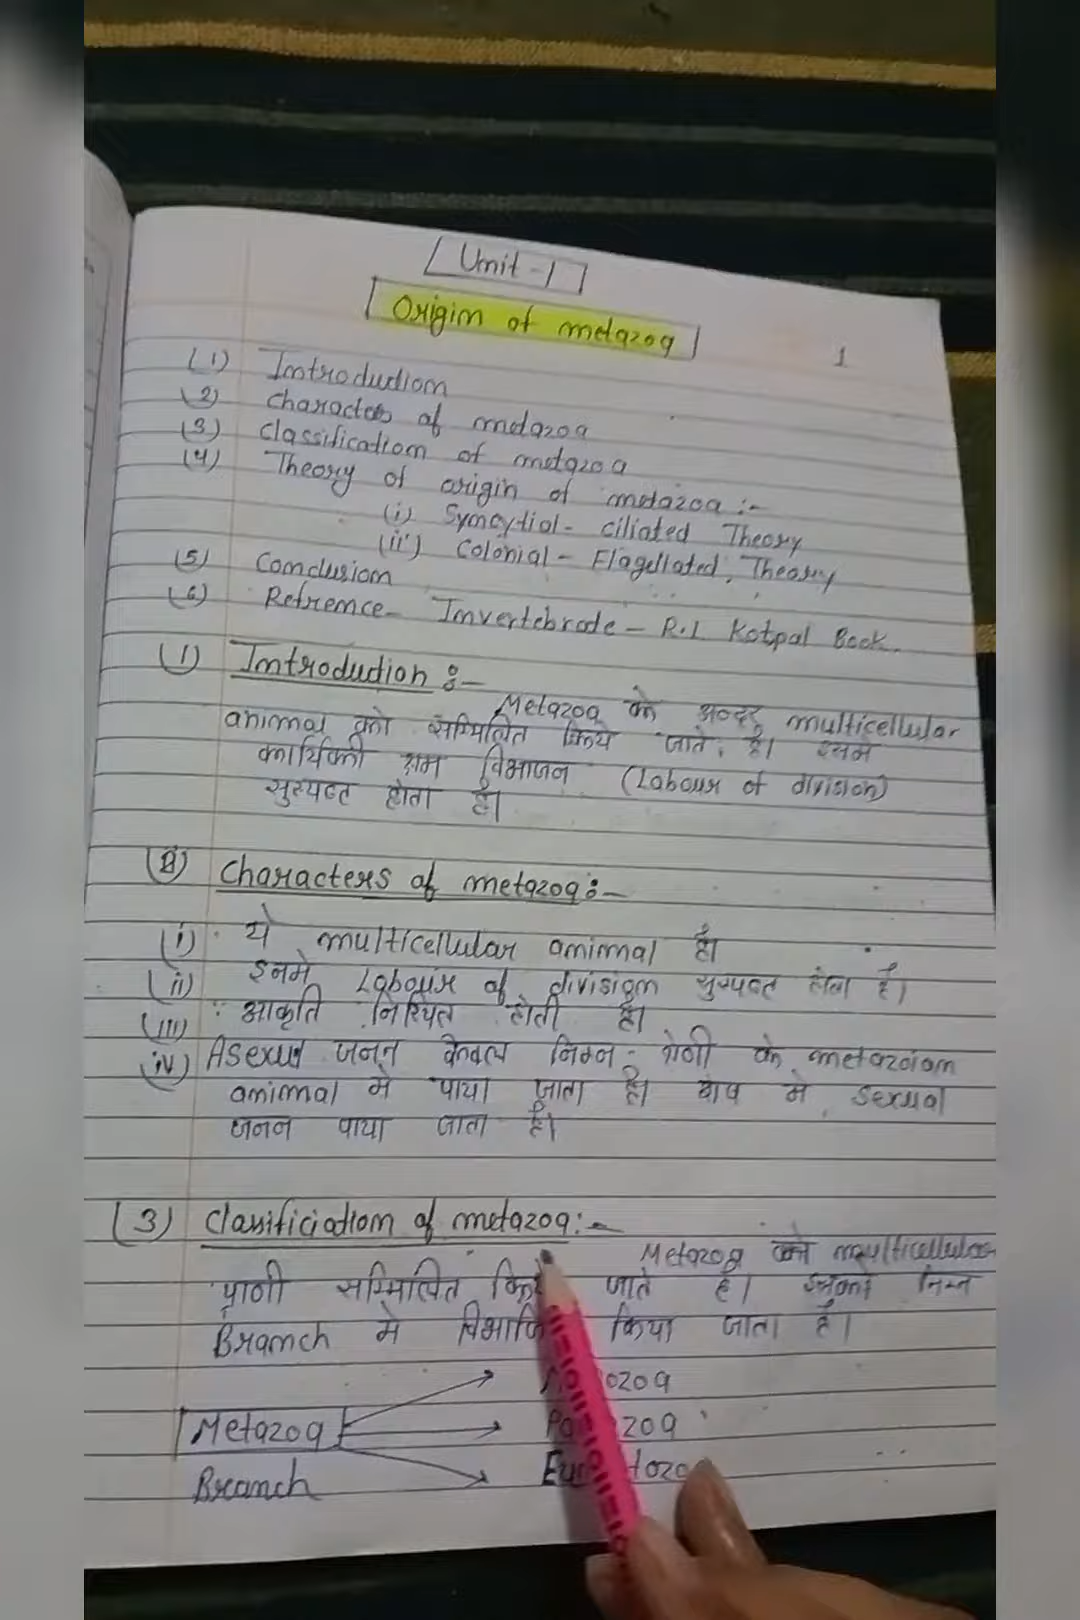 Unit-1
Origin of metazoa
1
(1) Introduction
(2) characters of metazoa
(3) classification of metazoa
(4) Theory of origin of metazoa :-
(i) Syncytial - ciliated Theory
(ii) Colonial - Flagellated Theory
(5) Conclusion
(6) Refrence - Invertebrate - R.L Kotpal Book.
(1) Introduction :-
Metazoa के अन्दर multicellular
animal को सम्मिलित किये जाते है। इनमे
कार्यिकी श्रम विभाजन (Labour of division)
सुस्पष्ट होता है।
(2) characters of metazoa :-
(i) ये multicellular animal है।
(ii) इनमे Labour of division सुस्पष्ट होता है।
(iii) आकृति निश्चित होती है।
(iv) Asexual जनन केवल निम्न - श्रेणी के metazoian
animal मे पाया जाता है। शेष मे sexual
जनन पाया जाता है।
(3) classificiation of metazoa :-
Metazoa को multicellular
प्राणी सम्मिलित किये जाते है। इनको निम्न
Branch मे किया जाता है।
Metazoa
Branch